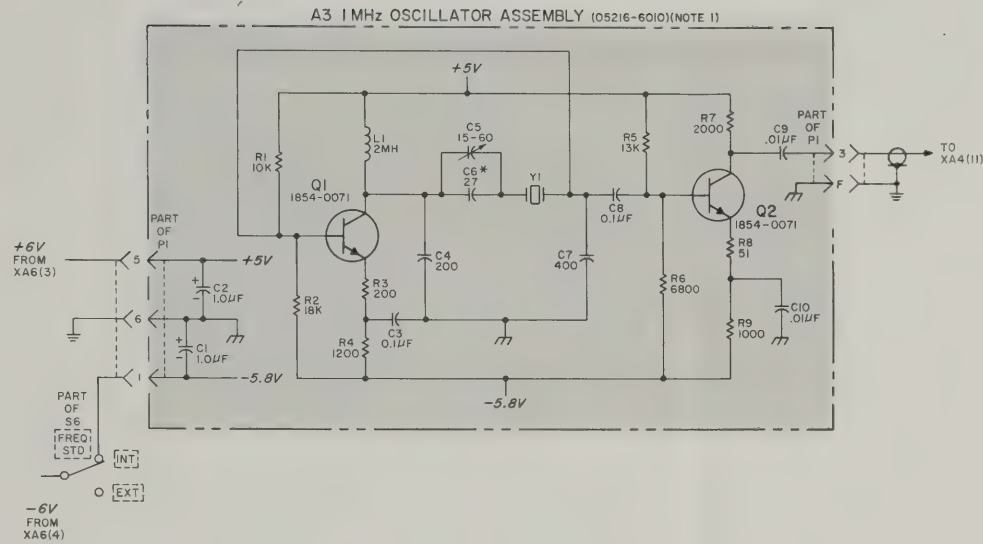 A3 1MHz OSCILLATOR ASSEMBLY (05216-6010)(NOTE 1)
+5V
L1
2MH
C5
15-60
C6*
27
Y1
R1
10K
Q1
1854-0071
R5
13K
R7
2000
C9
.01µF
PART
OF
P1
3
TO
XA4(11)
F
C8
0.1µF
Q2
1854-0071
R8
51
PART
OF
P1
+6V
FROM
XA6(3)
5
+5V
C2
1.0µF
+
-
6
C1
1.0µF
+
-
1
-5.8V
R2
18K
R3
200
C3
0.1µF
R4
1200
C4
200
C7
400
R6
6800
R9
1000
C10
.01µF
-5.8V
PART
OF
S6
FREQ
STD
INT
EXT
-6V
FROM
XA6(4)